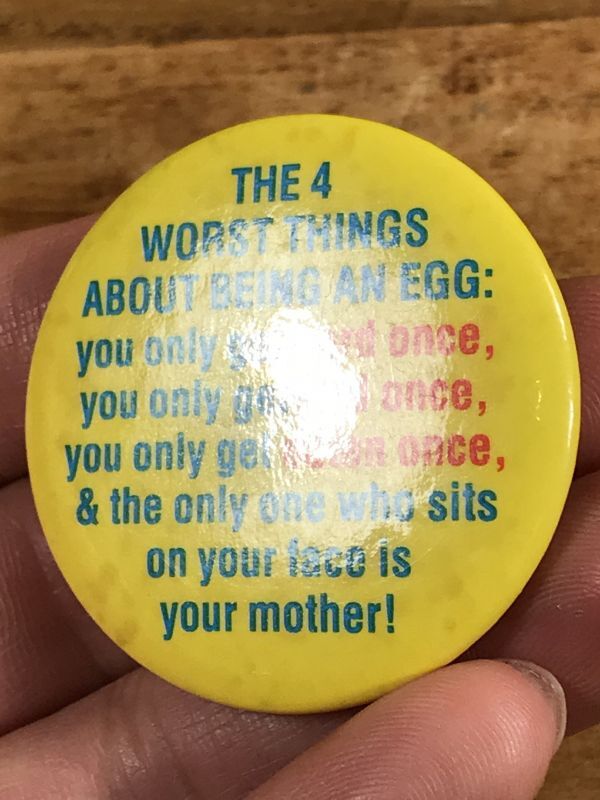 THE 4
WORST THINGS
ABOUT BEING AN EGG:
you only once,
you only once,
you only get once,
& the only one who sits
on your face is
your mother!